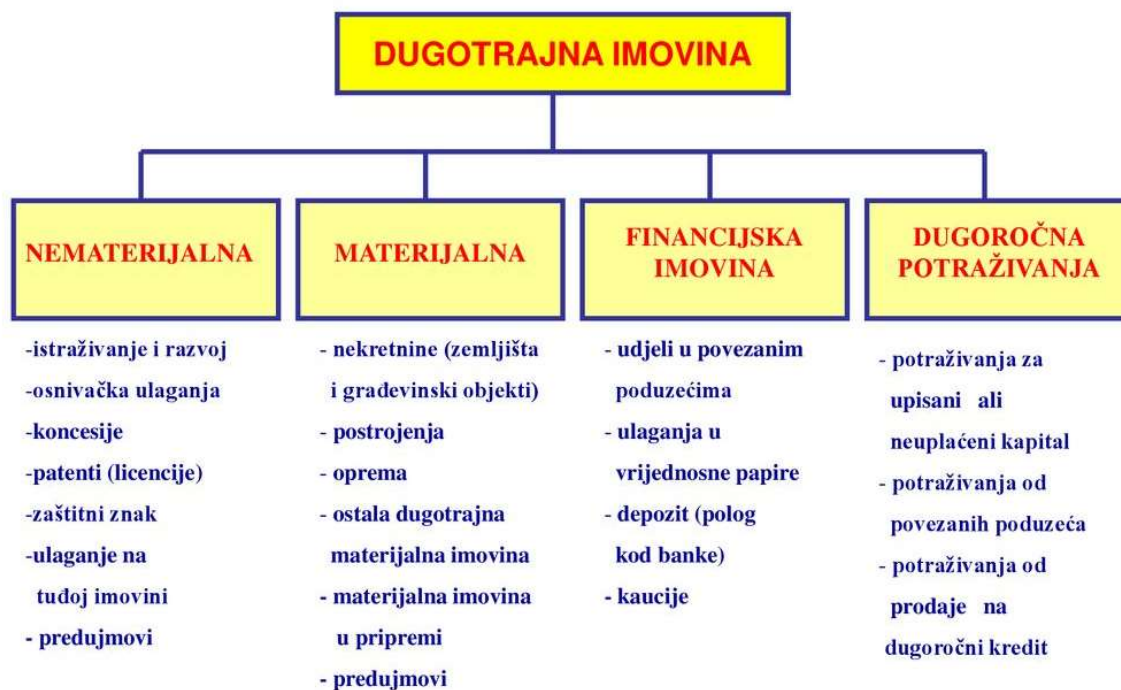 DUGOTRAJNA IMOVINA
NEMATERIJALNA
-istraživanje i razvoj
-osnivačka ulaganja
-koncesije
-patenti (licencije)
-zaštitni znak
-ulaganje na
tuđoj imovini
- predujmovi
MATERIJALNA
- nekretnine (zemljišta
i građevinski objekti)
- postrojenja
- oprema
- ostala dugotrajna
materijalna imovina
- materijalna imovina
u pripremi
- predujmovi
FINANCIJSKA
IMOVINA
- udjeli u povezanim
poduzećima
- ulaganja u
vrijednosne papire
- depozit (polog
kod banke)
- kaucije
DUGOROČNA
POTRAŽIVANJA
- potraživanja za
upisani ali
neuplaćeni kapital
- potraživanja od
povezanih poduzeća
- potraživanja od
prodaje na
dugoročni kredit